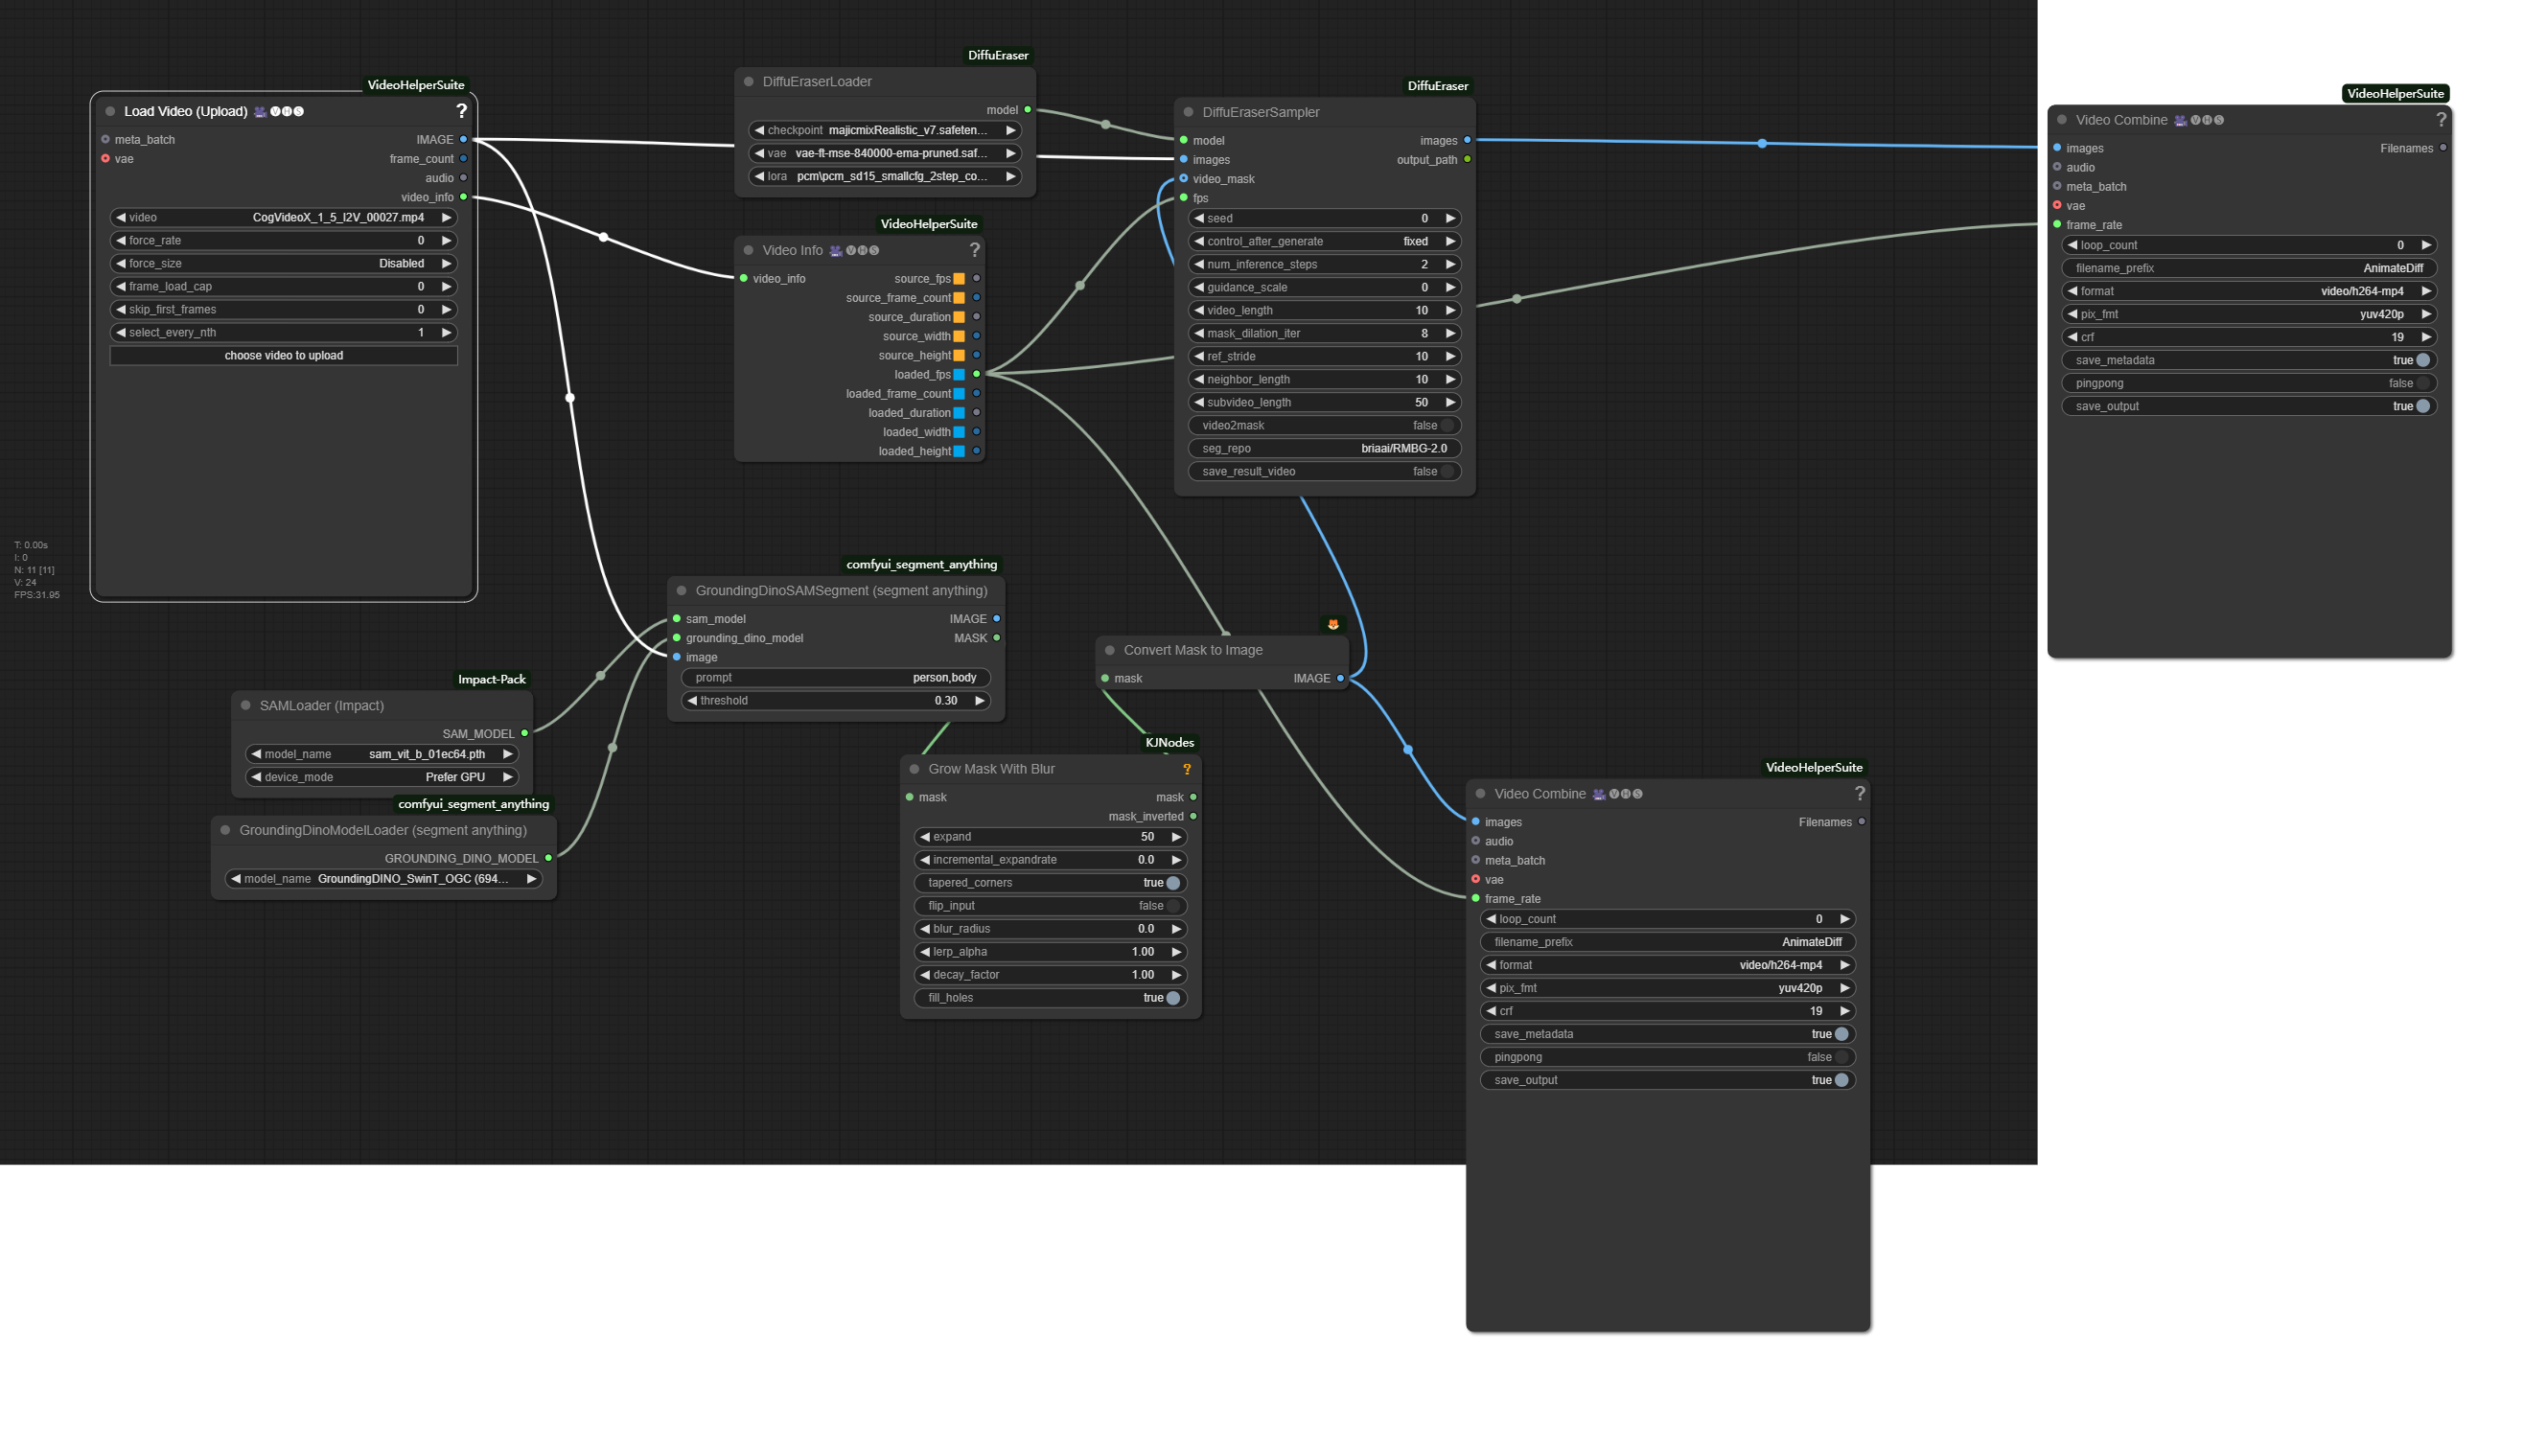 VideoHelperSuite
Load Video (Upload) 🎥🅥🅗🅢 ?
meta_batch IMAGE
vae frame_count
audio
video_info
video CogVideoX_1_5_I2V_00027.mp4
force_rate 0
force_size Disabled
frame_load_cap 0
skip_first_frames 0
select_every_nth 1
choose video to upload
T: 0.00s
I: 0
N: 11 [11]
V: 24
FPS:31.95
DiffuEraser
DiffuEraserLoader
model
checkpoint majicmixRealistic_v7.safeten...
vae vae-ft-mse-840000-ema-pruned.saf...
lora pcm\pcm_sd15_smallcfg_2step_co...
VideoHelperSuite
Video Info 🎥🅥🅗🅢 ?
video_info source_fps
source_frame_count
source_duration
source_width
source_height
loaded_fps
loaded_frame_count
loaded_duration
loaded_width
loaded_height
DiffuEraser
DiffuEraserSampler
model images
images output_path
video_mask
fps
seed 0
control_after_generate fixed
num_inference_steps 2
guidance_scale 0
video_length 10
mask_dilation_iter 8
ref_stride 10
neighbor_length 10
subvideo_length 50
video2mask false
seg_repo briaai/RMBG-2.0
save_result_video false
VideoHelperSuite
Video Combine 🎥🅥🅗🅢 ?
images Filenames
audio
meta_batch
vae
frame_rate
loop_count 0
filename_prefix AnimateDiff
format video/h264-mp4
pix_fmt yuv420p
crf 19
save_metadata true
pingpong false
save_output true
comfyui_segment_anything
GroundingDinoSAMSegment (segment anything)
sam_model IMAGE
grounding_dino_model MASK
image
prompt person,body
threshold 0.30
Impact-Pack
SAMLoader (Impact)
SAM_MODEL
model_name sam_vit_b_01ec64.pth
device_mode Prefer GPU
comfyui_segment_anything
GroundingDinoModelLoader (segment anything)
GROUNDING_DINO_MODEL
model_name GroundingDINO_SwinT_OGC (694...
🦊
Convert Mask to Image
mask IMAGE
KJNodes
Grow Mask With Blur ?
mask mask
mask_inverted
expand 50
incremental_expandrate 0.0
tapered_corners true
flip_input false
blur_radius 0.0
lerp_alpha 1.00
decay_factor 1.00
fill_holes true
VideoHelperSuite
Video Combine 🎥🅥🅗🅢 ?
images Filenames
audio
meta_batch
vae
frame_rate
loop_count 0
filename_prefix AnimateDiff
format video/h264-mp4
pix_fmt yuv420p
crf 19
save_metadata true
pingpong false
save_output true